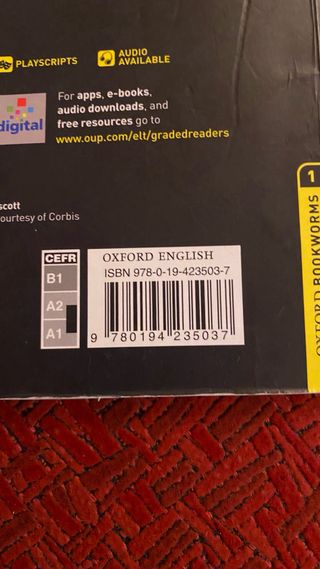 PLAYSCRIPTS
AUDIO
AVAILABLE
For apps, e-books,
audio downloads, and
free resources go to
www.oup.com/elt/gradedreaders
digital
scott
ourtesy of Corbis
CEFR
B1
A2
A1
OXFORD ENGLISH
ISBN 978-0-19-423503-7
9 780194 235037
1
OXFORD BOOKWORMS